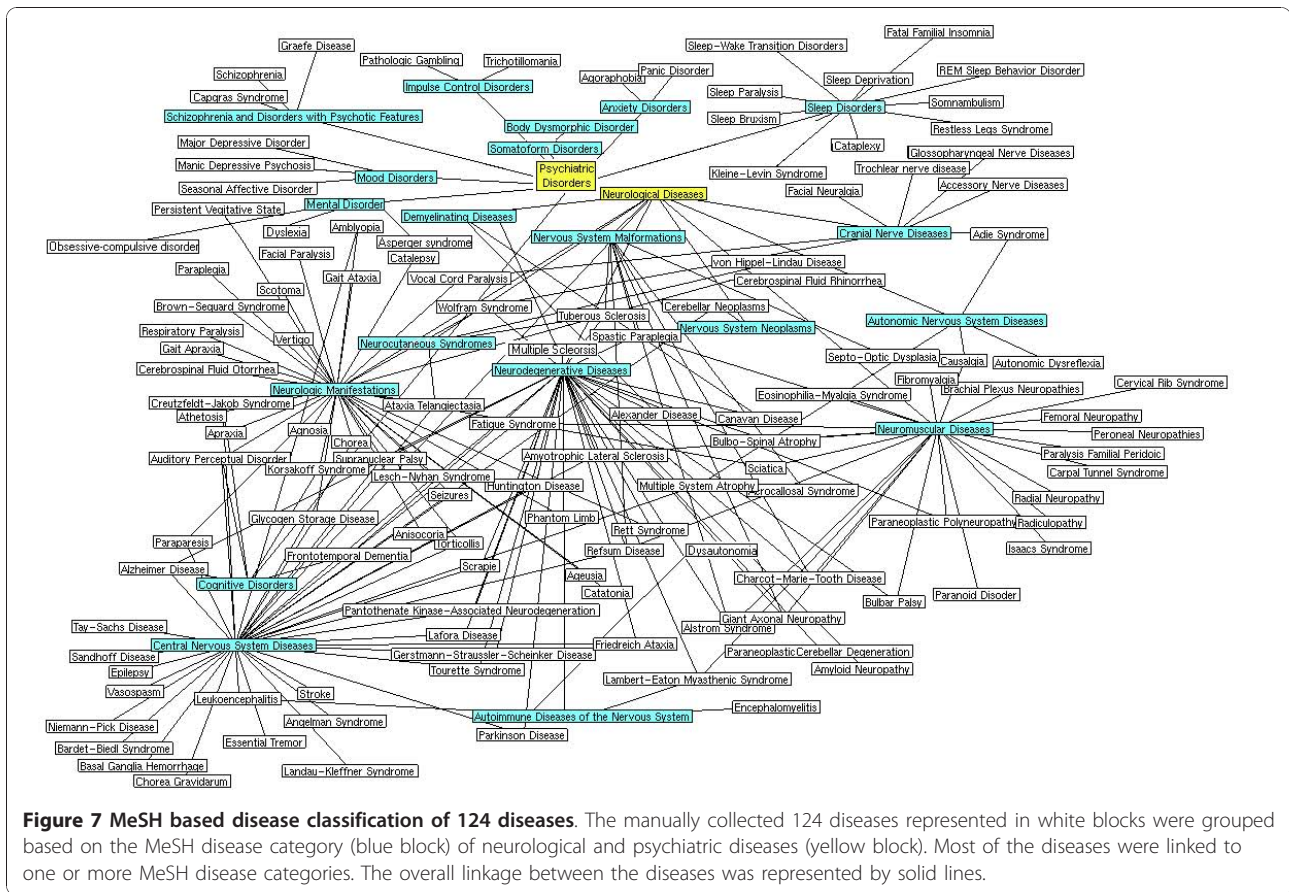 Graefe Disease
Fatal Familial Insomnia
Sleep-Wake Transition Disorders
Pathologic Gambling
Trichotillomania
Schizophrenia
Panic Disorder
Agoraphobia
Sleep Deprivation
REM Sleep Behavior Disorder
Impulse Control Disorders
Capgras Syndrome
Sleep Paralysis
Anxiety Disorders
Sleep Disorders
Somnambulism
Schizophrenia and Disorders with Psychotic Features
Sleep Bruxism
Body Dysmorphic Disorder
Restless Legs Syndrome
Major Depressive Disorder
Somatoform Disorders
Cataplexy
Glossopharyngeal Nerve Diseases
Manic Depressive Psychosis
Psychiatric
Disorders
Kleine-Levin Syndrome
Trochlear nerve disease
Mood Disorders
Seasonal Affective Disorder
Neurological Diseases
Facial Neuralgia
Accessory Nerve Diseases
Mental Disorder
Persistent Vegitative State
Demyelinating Diseases
Dyslexia
Amblyopia
Nervous System Malformations
Cranial Nerve Diseases
Adie Syndrome
Obsessive-compulsive disorder
Asperger syndrome
Facial Paralysis
Catalepsy
von Hippel-Lindau Disease
Paraplegia
Gait Ataxia
Vocal Cord Paralysis
Cerebrospinal Fluid Rhinorrhea
Scotoma
Brown-Sequard Syndrome
Wolfram Syndrome
Cerebellar Neoplasms
Tuberous Sclerosis
Autonomic Nervous System Diseases
Respiratory Paralysis
Nervous System Neoplasms
Vertigo
Neurocutaneous Syndromes
Spastic Paraplegia
Gait Apraxia
Multiple Scleorsis
Septo-Optic Dysplasia
Causalgia
Autonomic Dysreflexia
Cerebrospinal Fluid Otorrhea
Neurodegenerative Diseases
Fibromyalgia
Cervical Rib Syndrome
Neurologic Manifestations
Eosinophilia-Myalgia Syndrome
Brachial Plexus Neuropathies
Creutzfeldt-Jakob Syndrome
Ataxia Telangiectasia
Athetosis
Alexander Disease
Canavan Disease
Femoral Neuropathy
Fatigue Syndrome
Apraxia
Agnosia
Neuromuscular Diseases
Peroneal Neuropathies
Chorea
Bulbo-Spinal Atrophy
Auditory Perceptual Disorder
Supranuclear Palsy
Amyotrophic Lateral Sclerosis
Paralysis Familial Peridoic
Korsakoff Syndrome
Sciatica
Carpal Tunnel Syndrome
Lesch-Nyhan Syndrome
Huntington Disease
Multiple System Atrophy
Acrocallosal Syndrome
Seizures
Radial Neuropathy
Glycogen Storage Disease
Phantom Limb
Paraneoplastic Polyneuropathy
Radiculopathy
Rett Syndrome
Anisocoria
Paraparesis
Torticollis
Isaacs Syndrome
Frontotemporal Dementia
Refsum Disease
Dysautonomia
Alzheimer Disease
Scrapie
Ageusia
Charcot-Marie-Tooth Disease
Cognitive Disorders
Catatonia
Paranoid Disoder
Bulbar Palsy
Pantothenate Kinase-Associated Neurodegeneration
Giant Axonal Neuropathy
Tay-Sachs Disease
Alstrom Syndrome
Lafora Disease
Central Nervous System Diseases
Friedreich Ataxia
Sandhoff Disease
Gerstmann-Straussler-Scheinker Disease
Paraneoplastic Cerebellar Degeneration
Epilepsy
Tourette Syndrome
Amyloid Neuropathy
Lambert-Eaton Myasthenic Syndrome
Vasospasm
Stroke
Leukoencephalitis
Encephalomyelitis
Autoimmune Diseases of the Nervous System
Niemann-Pick Disease
Angelman Syndrome
Parkinson Disease
Essential Tremor
Bardet-Biedl Syndrome
Basal Ganglia Hemorrhage
Landau-Kleffner Syndrome
Chorea Gravidarum
Figure 7 MeSH based disease classification of 124 diseases. The manually collected 124 diseases represented in white blocks were grouped
based on the MeSH disease category (blue block) of neurological and psychiatric diseases (yellow block). Most of the diseases were linked to
one or more MeSH disease categories. The overall linkage between the diseases was represented by solid lines.